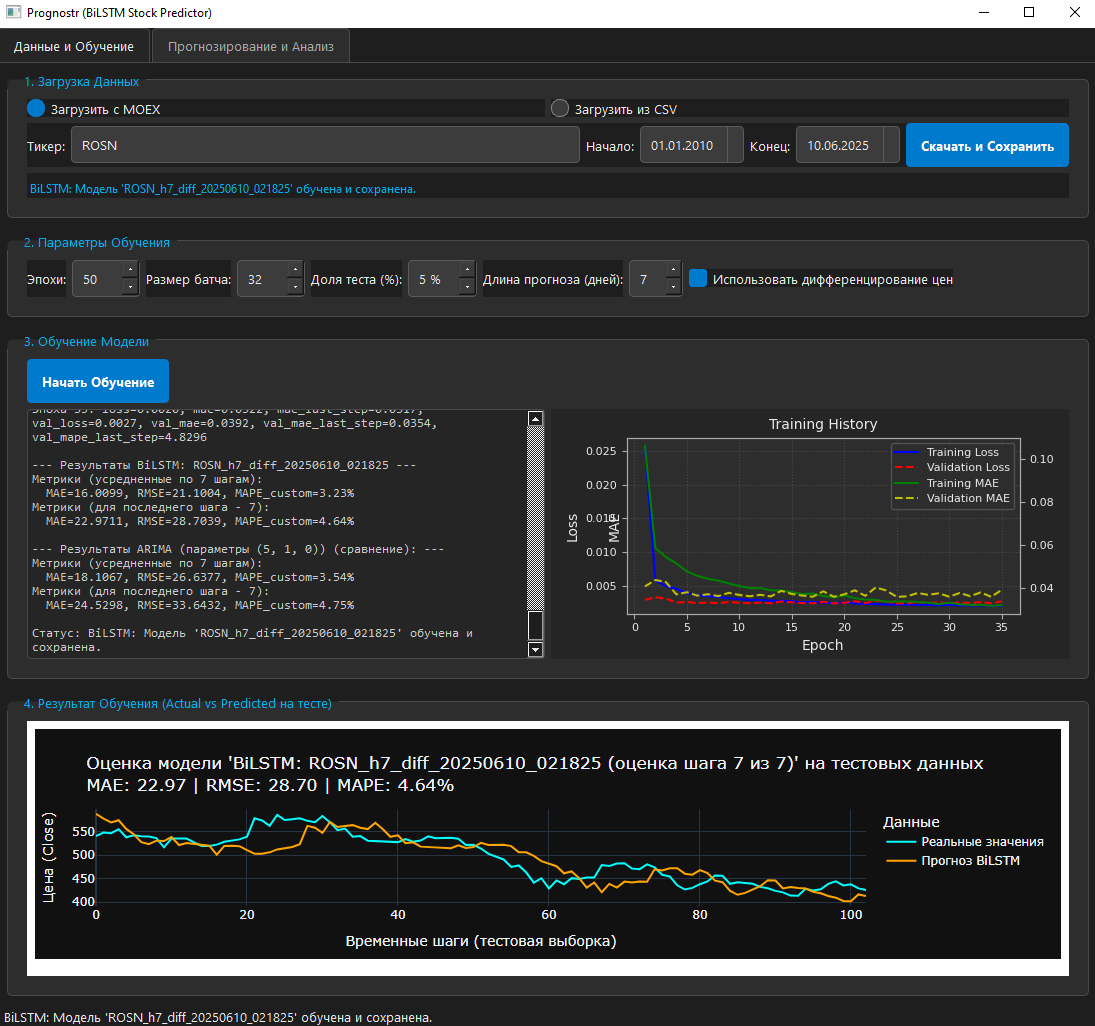 Prognostr (BiLSTM Stock Predictor)
Данные и Обучение
Прогнозирование и Анализ
1. Загрузка Данных
Загрузить с MOEX
Загрузить из CSV
Тикер: ROSN Начало: 01.01.2010 Конец: 10.06.2025 Скачать и Сохранить
BiLSTM: Модель 'ROSN_h7_diff_20250610_021825' обучена и сохранена.
2. Параметры Обучения
Эпохи: 50 Размер батча: 32 Доля теста (%): 5 % Длина прогноза (дней): 7 Использовать дифференцирование цен
3. Обучение Модели
Начать Обучение
val_loss=0.0027, val_mae=0.0392, val_mae_last_step=0.0354,
val_mape_last_step=4.8296
--- Результаты BiLSTM: ROSN_h7_diff_20250610_021825 ---
Метрики (усредненные по 7 шагам):
MAE=16.0099, RMSE=21.1004, MAPE_custom=3.23%
Метрики (для последнего шага - 7):
MAE=22.9711, RMSE=28.7039, MAPE_custom=4.64%
--- Результаты ARIMA (параметры (5, 1, 0)) (сравнение): ---
Метрики (усредненные по 7 шагам):
MAE=18.1067, RMSE=26.6377, MAPE_custom=3.54%
Метрики (для последнего шага - 7):
MAE=24.5298, RMSE=33.6432, MAPE_custom=4.75%
Статус: BiLSTM: Модель 'ROSN_h7_diff_20250610_021825' обучена и
сохранена.
Training History
Loss
MAE
0.025
0.020
0.015
0.010
0.005
0.10
0.08
0.06
0.04
Training Loss
Validation Loss
Training MAE
Validation MAE
0 5 10 15 20 25 30 35
Epoch
4. Результат Обучения (Actual vs Predicted на тесте)
Оценка модели 'BiLSTM: ROSN_h7_diff_20250610_021825 (оценка шага 7 из 7)' на тестовых данных
MAE: 22.97 | RMSE: 28.70 | MAPE: 4.64%
Цена (Close)
550
500
450
400
0 20 40 60 80 100
Временные шаги (тестовая выборка)
Данные
Реальные значения
Прогноз BiLSTM
BiLSTM: Модель 'ROSN_h7_diff_20250610_021825' обучена и сохранена.